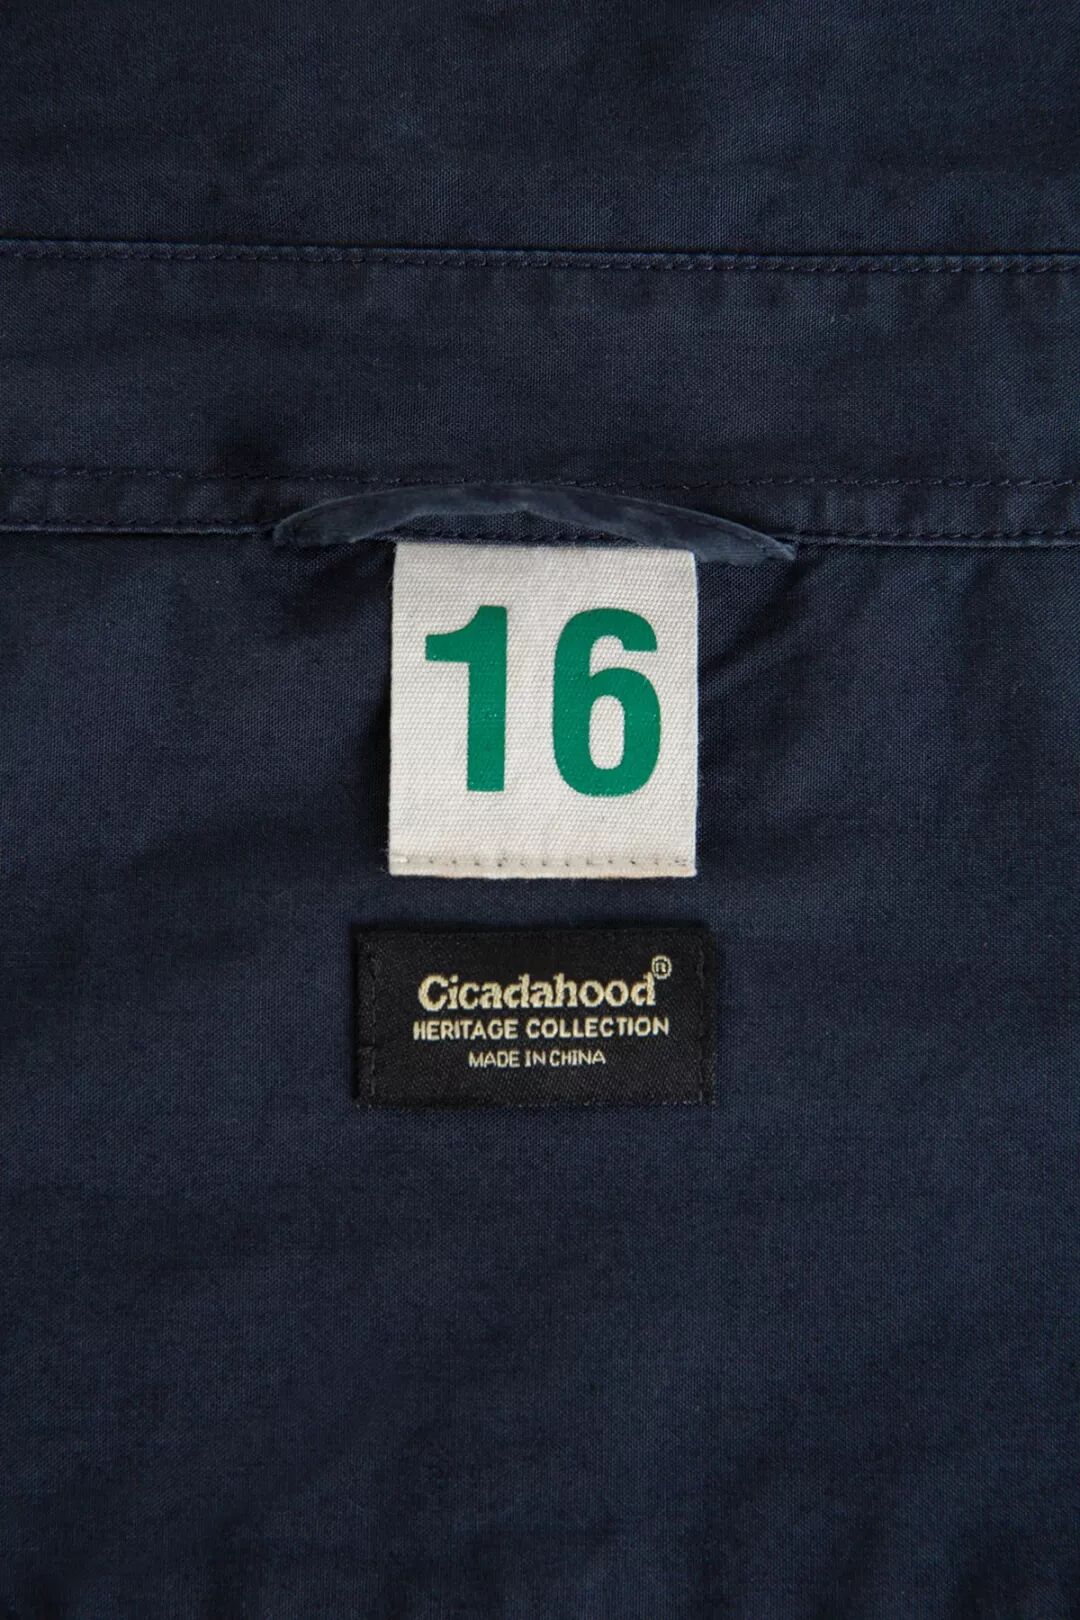 16
Cicadahood®
HERITAGE COLLECTION
MADE IN CHINA